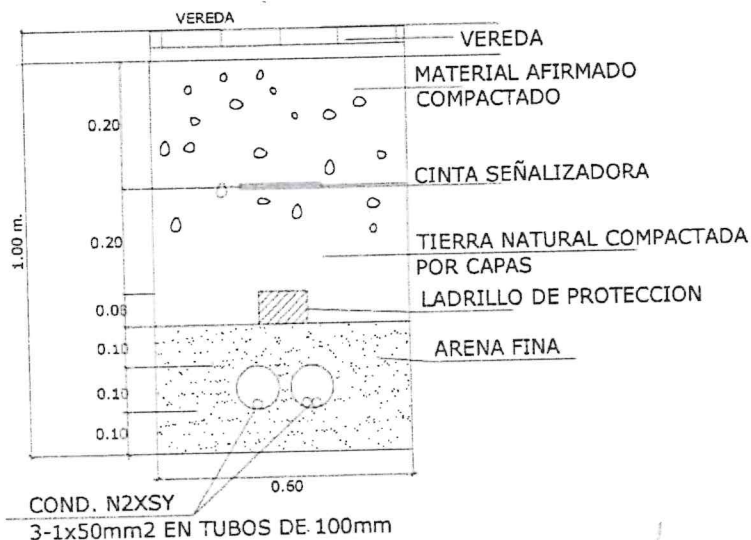 VEREDA
VEREDA
MATERIAL AFIRMADO
COMPACTADO
0.20
CINTA SEÑALIZADORA
1.00 m.
0.20
TIERRA NATURAL COMPACTADA
POR CAPAS
LADRILLO DE PROTECCION
0.08
0.10
ARENA FINA
0.10
0.10
0.60
COND. N2XSY
3-1x50mm2 EN TUBOS DE 100mm